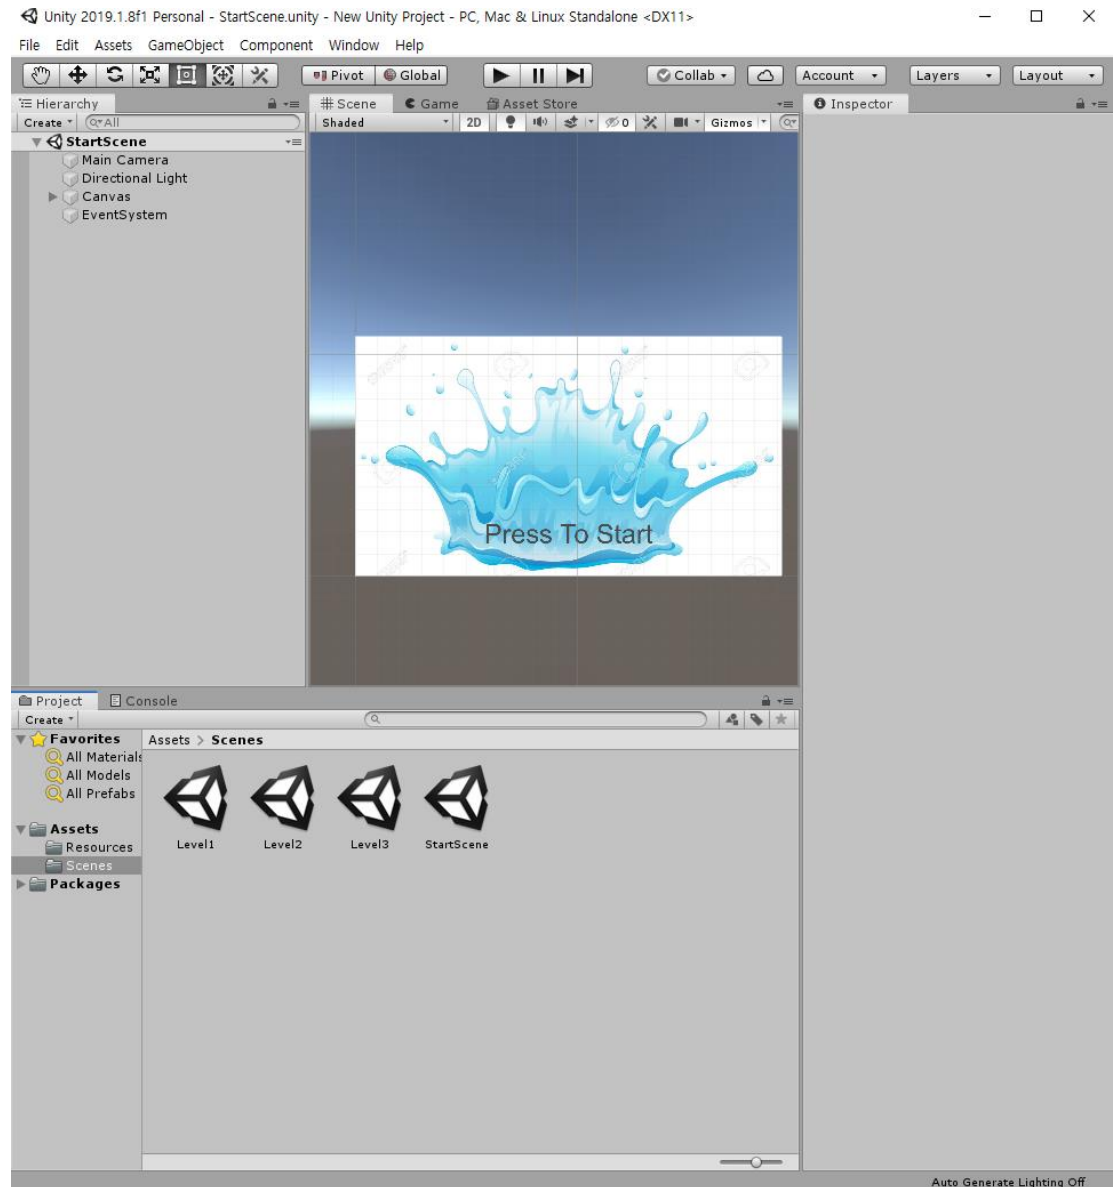 Unity 2019.1.8f1 Personal - StartScene.unity - New Unity Project - PC, Mac & Linux Standalone <DX11>
File Edit Assets GameObject Component Window Help
Pivot Global Collab Account Layers Layout
Hierarchy
Create All
StartScene
Main Camera
Directional Light
Canvas
EventSystem
Scene Game Asset Store
Shaded 2D 0 Gizmos
Press To Start
Inspector
Project Console
Create
Favorites
All Materials
All Models
All Prefabs
Assets
Resources
Scenes
Packages
Assets > Scenes
Level1 Level2 Level3 StartScene
Auto Generate Lighting Off